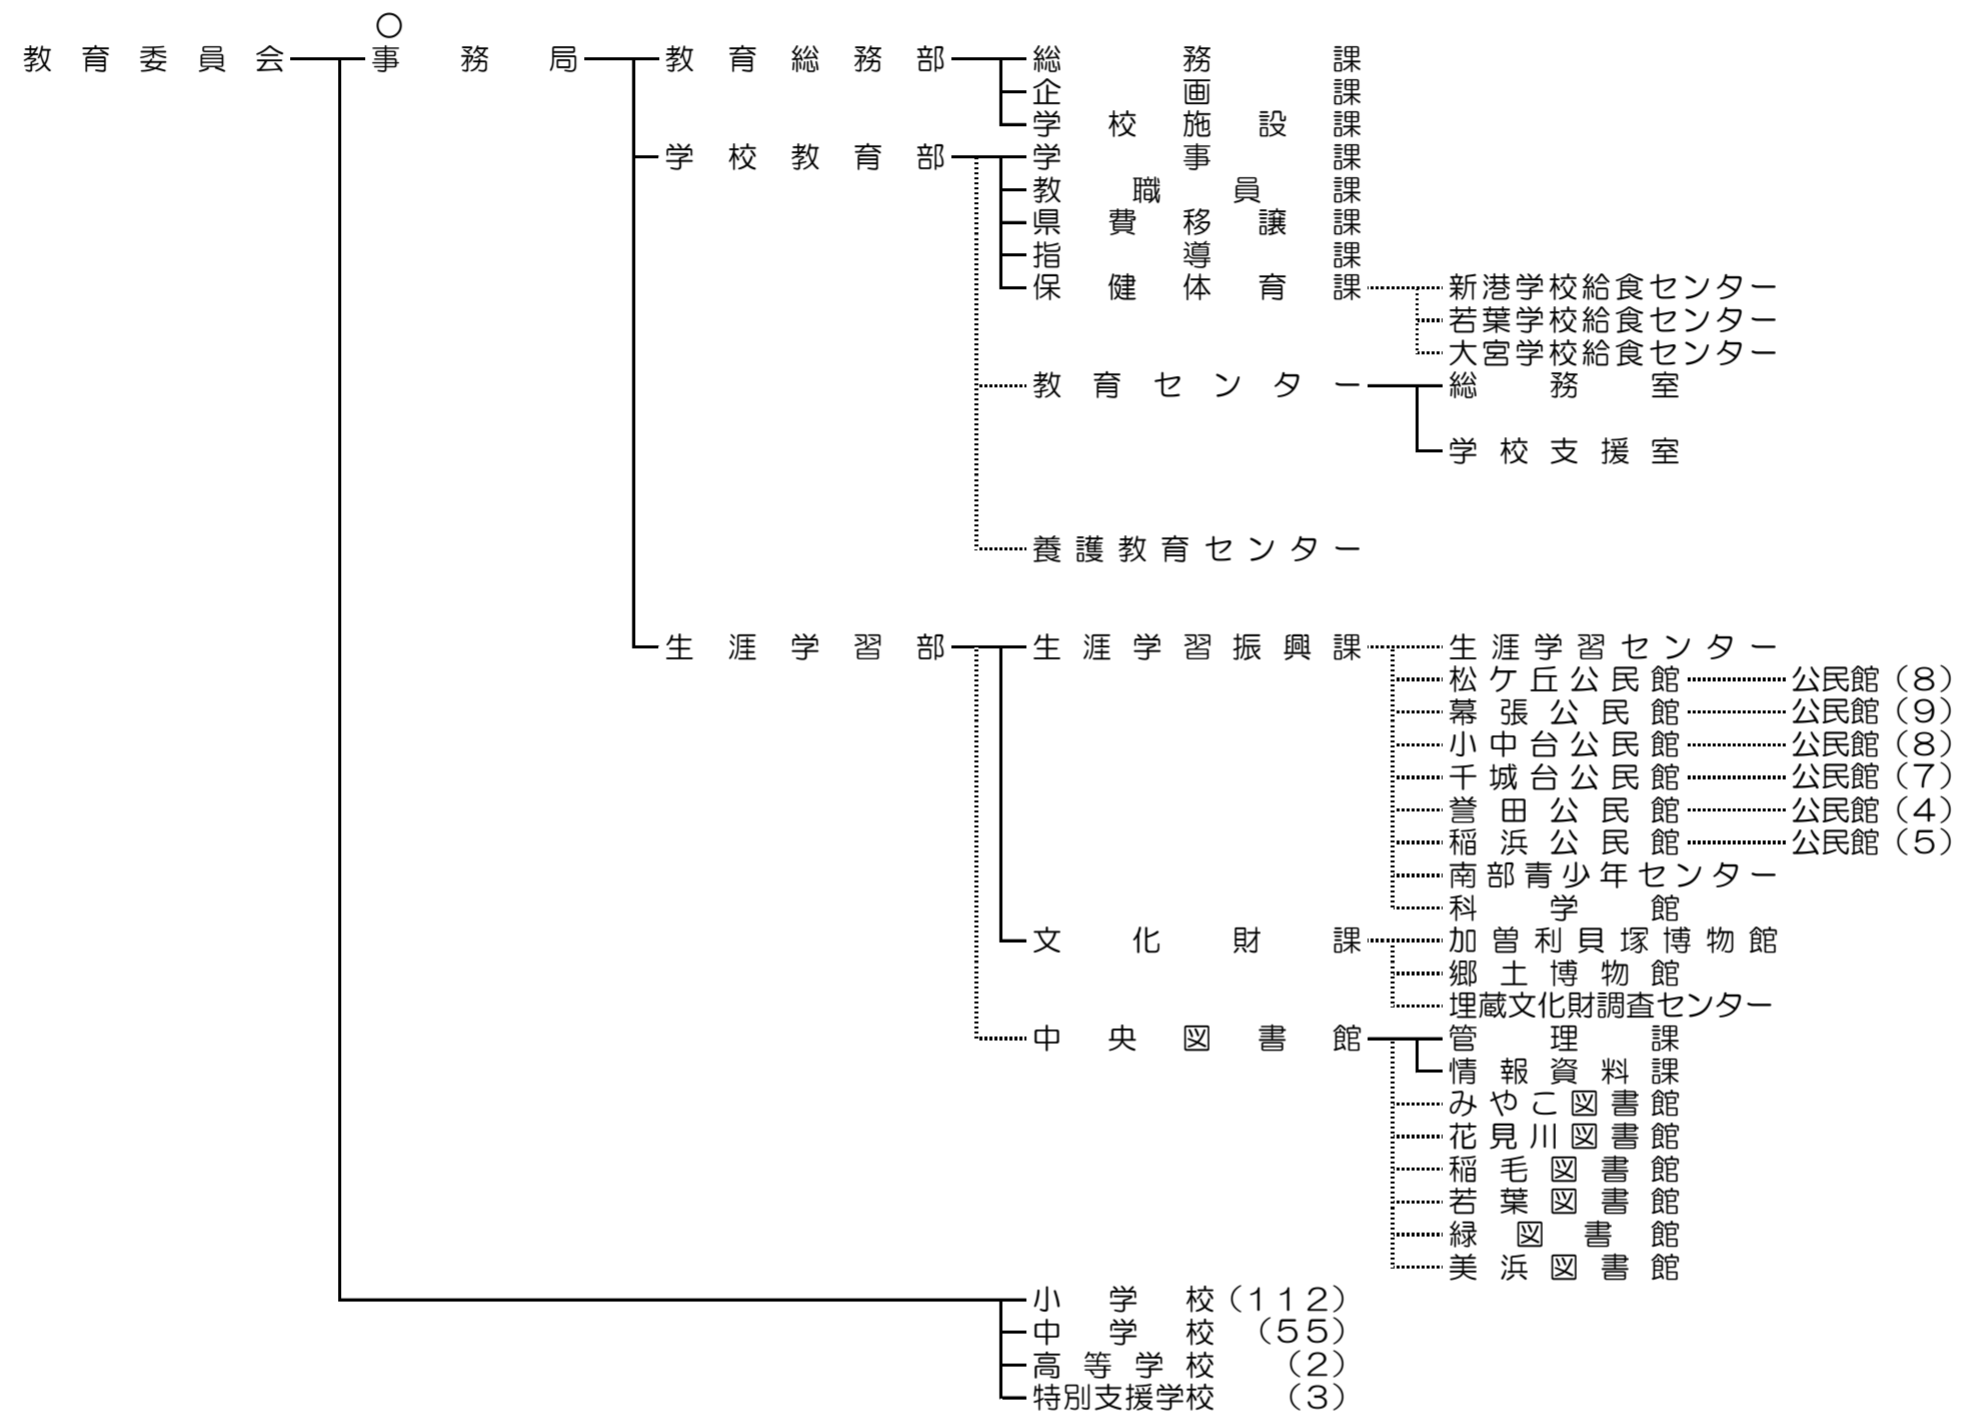 ○
教育委員会 事務局 教育総務部 総務課
企画課
学校施設課
学校教育部 学事課
教職員課
県費移譲課
指導課
保健体育課 新港学校給食センター
若葉学校給食センター
大宮学校給食センター
教育センター 総務室
学校支援室
養護教育センター
生涯学習部 生涯学習振興課 生涯学習センター
松ケ丘公民館 公民館（8）
幕張公民館 公民館（9）
小中台公民館 公民館（8）
千城台公民館 公民館（7）
誉田公民館 公民館（4）
稲浜公民館 公民館（5）
南部青少年センター
科学館
文化財課 加曽利貝塚博物館
郷土博物館
埋蔵文化財調査センター
中央図書館 管理課
情報資料課
みやこ図書館
花見川図書館
稲毛図書館
若葉図書館
緑図書館
美浜図書館
小学校（112）
中学校（55）
高等学校（2）
特別支援学校（3）